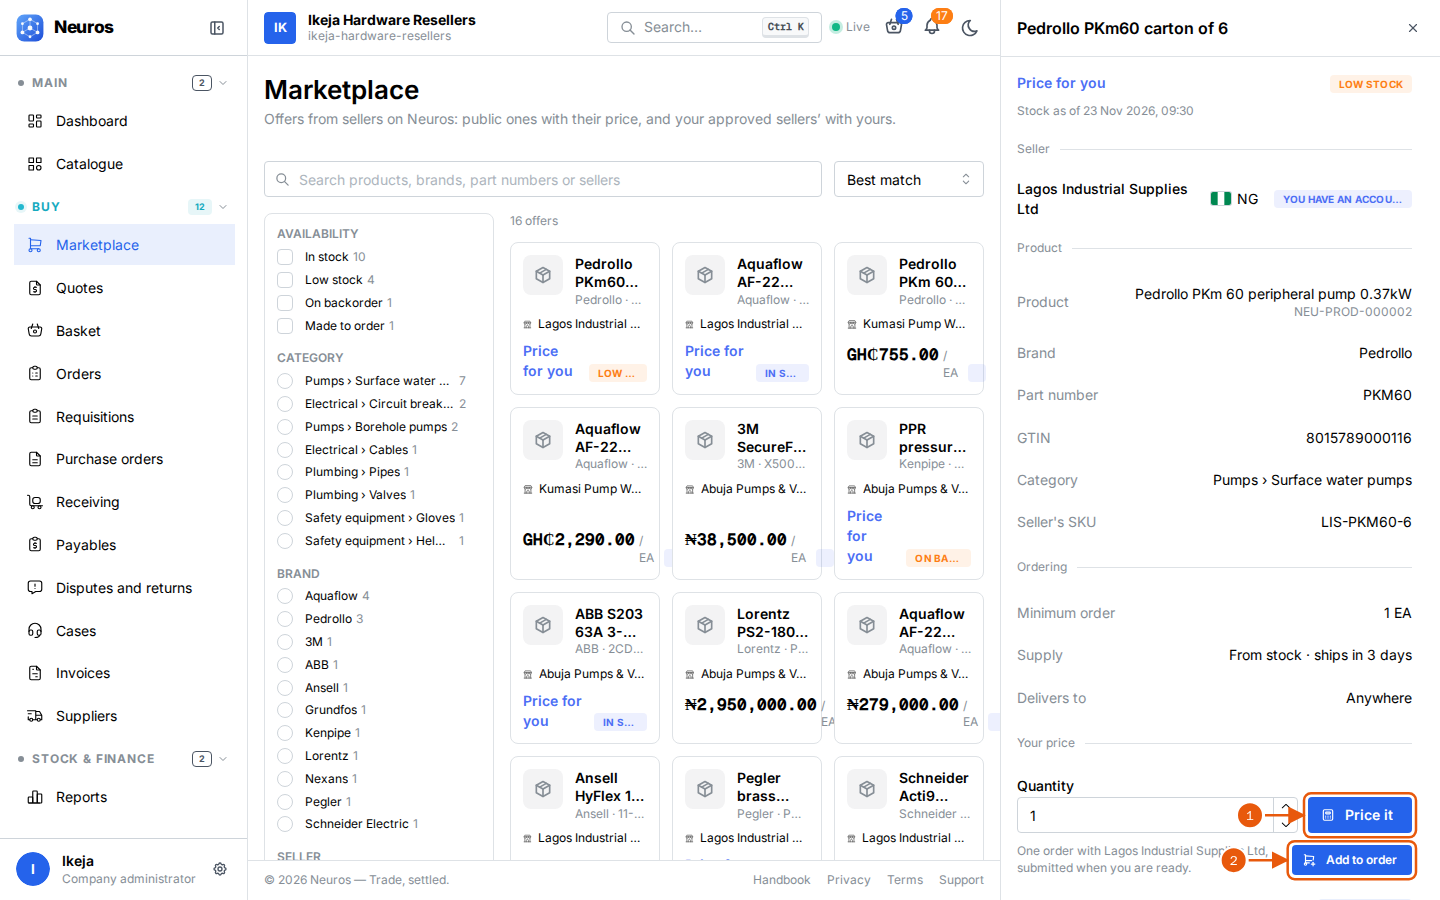 Neuros
MAIN
2
Dashboard
Catalogue
BUY
12
Marketplace
Quotes
Basket
Orders
Requisitions
Purchase orders
Receiving
Payables
Disputes and returns
Cases
Invoices
Suppliers
STOCK & FINANCE
2
Reports
I
Ikeja
Company administrator
IK
Ikeja Hardware Resellers
ikeja-hardware-resellers
Search...
Ctrl K
Live
5
17
Marketplace
Offers from sellers on Neuros: public ones with their price, and your approved sellers’ with yours.
Search products, brands, part numbers or sellers
Best match
AVAILABILITY
In stock 10
Low stock 4
On backorder 1
Made to order 1
CATEGORY
Pumps › Surface water ... 7
Electrical › Circuit break... 2
Pumps › Borehole pumps 2
Electrical › Cables 1
Plumbing › Pipes 1
Plumbing › Valves 1
Safety equipment › Gloves 1
Safety equipment › Hel... 1
BRAND
Aquaflow 4
Pedrollo 3
3M 1
ABB 1
Ansell 1
Grundfos 1
Kenpipe 1
Lorentz 1
Nexans 1
Pegler 1
Schneider Electric 1
SELLER
16 offers
Pedrollo
PKm60...
Pedrollo · ...
Lagos Industrial ...
Price
for you
LOW ...
Aquaflow
AF-22...
Aquaflow · ...
Lagos Industrial ...
Price for
you
IN S...
Pedrollo
PKm 60...
Pedrollo · ...
Kumasi Pump W...
GH₵755.00 /
EA
Aquaflow
AF-22...
Aquaflow · ...
Kumasi Pump W...
GH₵2,290.00 /
EA
3M
SecureF...
3M · X500...
Abuja Pumps & V...
₦38,500.00 /
EA
PPR
pressur...
Kenpipe · ...
Abuja Pumps & V...
Price
for
you
ON BA...
ABB S203
63A 3-...
ABB · 2CD...
Abuja Pumps & V...
Price for
you
IN S...
Lorentz
PS2-180...
Lorentz · P...
Abuja Pumps & V...
₦2,950,000.00 /
EA
Aquaflow
AF-22...
Aquaflow · ...
Abuja Pumps & V...
₦279,000.00 /
EA
Ansell
HyFlex 1...
Ansell · 11-...
Lagos Industrial ...
Pegler
brass...
Pegler · P...
Lagos Industrial ...
Schneider
Acti9...
Schneider ...
Lagos Industrial ...
© 2026 Neuros — Trade, settled.
Handbook
Privacy
Terms
Support
Pedrollo PKm60 carton of 6
Price for you
LOW STOCK
Stock as of 23 Nov 2026, 09:30
Seller
Lagos Industrial Supplies
Ltd
NG
YOU HAVE AN ACCOU...
Product
Product
Pedrollo PKm 60 peripheral pump 0.37kW
NEU-PROD-000002
Brand
Pedrollo
Part number
PKM60
GTIN
8015789000116
Category
Pumps › Surface water pumps
Seller's SKU
LIS-PKM60-6
Ordering
Minimum order
1 EA
Supply
From stock · ships in 3 days
Delivers to
Anywhere
Your price
Quantity
1
1
Price it
One order with Lagos Industrial Supplies Ltd,
submitted when you are ready.
2
Add to order